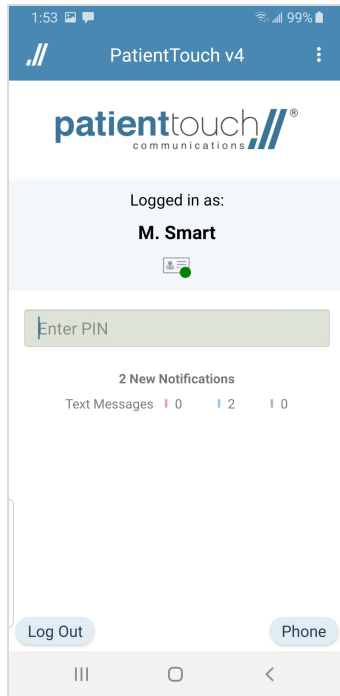 1:53 99%
PatientTouch v4
patienttouch®
communications
Logged in as:
M. Smart
Enter PIN
2 New Notifications
Text Messages 0 2 0
Log Out Phone